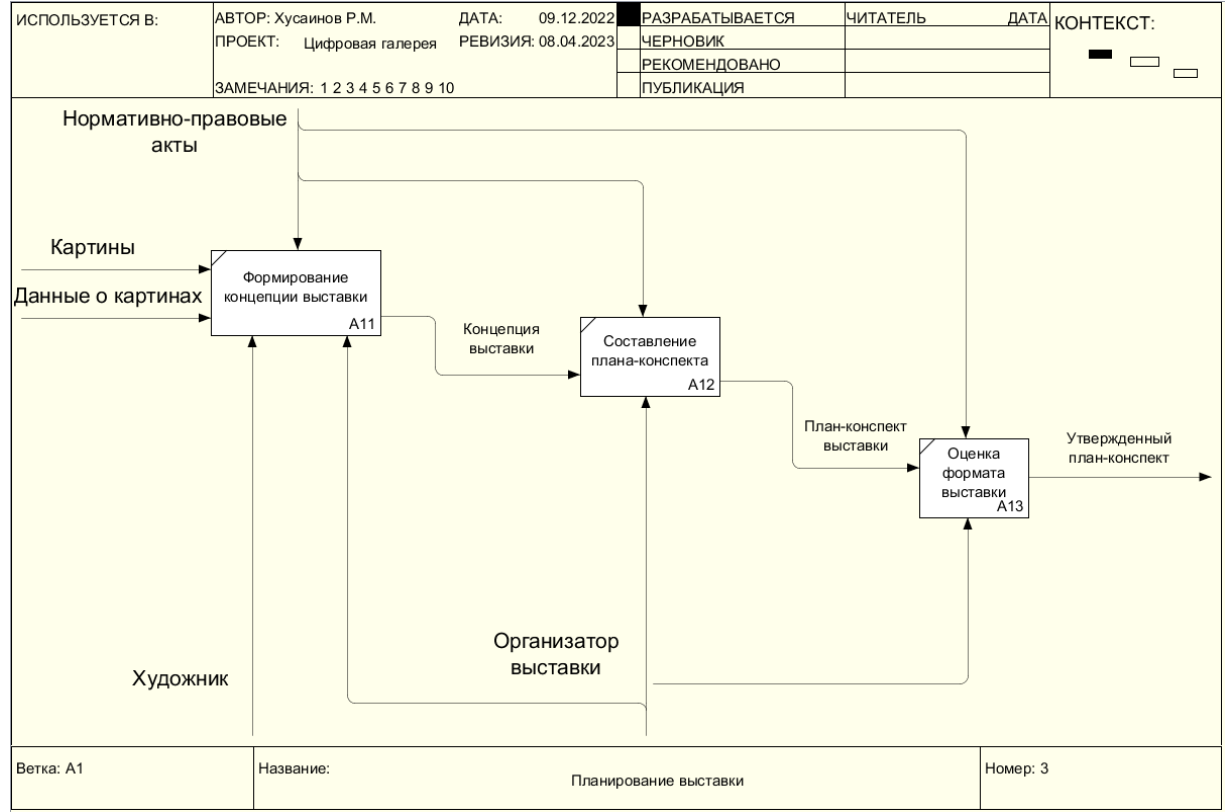 ИСПОЛЬЗУЕТСЯ В:
АВТОР: Хусаинов Р.М.
ДАТА: 09.12.2022
ПРОЕКТ: Цифровая галерея
РЕВИЗИЯ: 08.04.2023
ЗАМЕЧАНИЯ: 1 2 3 4 5 6 7 8 9 10
РАЗРАБАТЫВАЕТСЯ
ЧЕРНОВИК
РЕКОМЕНДОВАНО
ПУБЛИКАЦИЯ
ЧИТАТЕЛЬ ДАТА
КОНТЕКСТ:
Нормативно-правовые
акты
Картины
Данные о картинах
Формирование
концепции выставки
A11
Концепция
выставки
Составление
плана-конспекта
A12
План-конспект
выставки
Оценка
формата
выставки
A13
Утвержденный
план-конспект
Художник
Организатор
выставки
Ветка: A1
Название:
Планирование выставки
Номер: 3